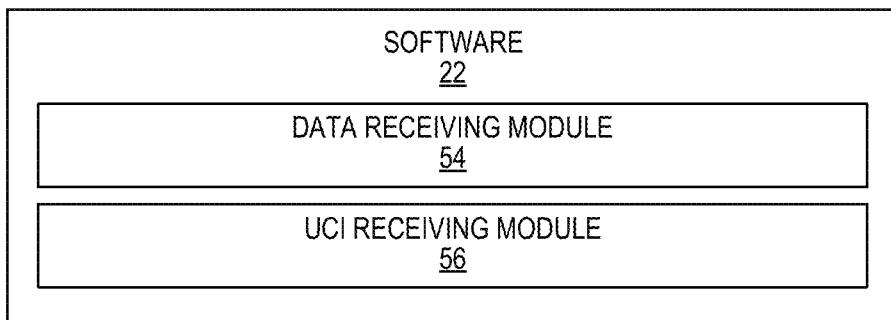 SOFTWARE
22
DATA RECEIVING MODULE
54
UCI RECEIVING MODULE
56